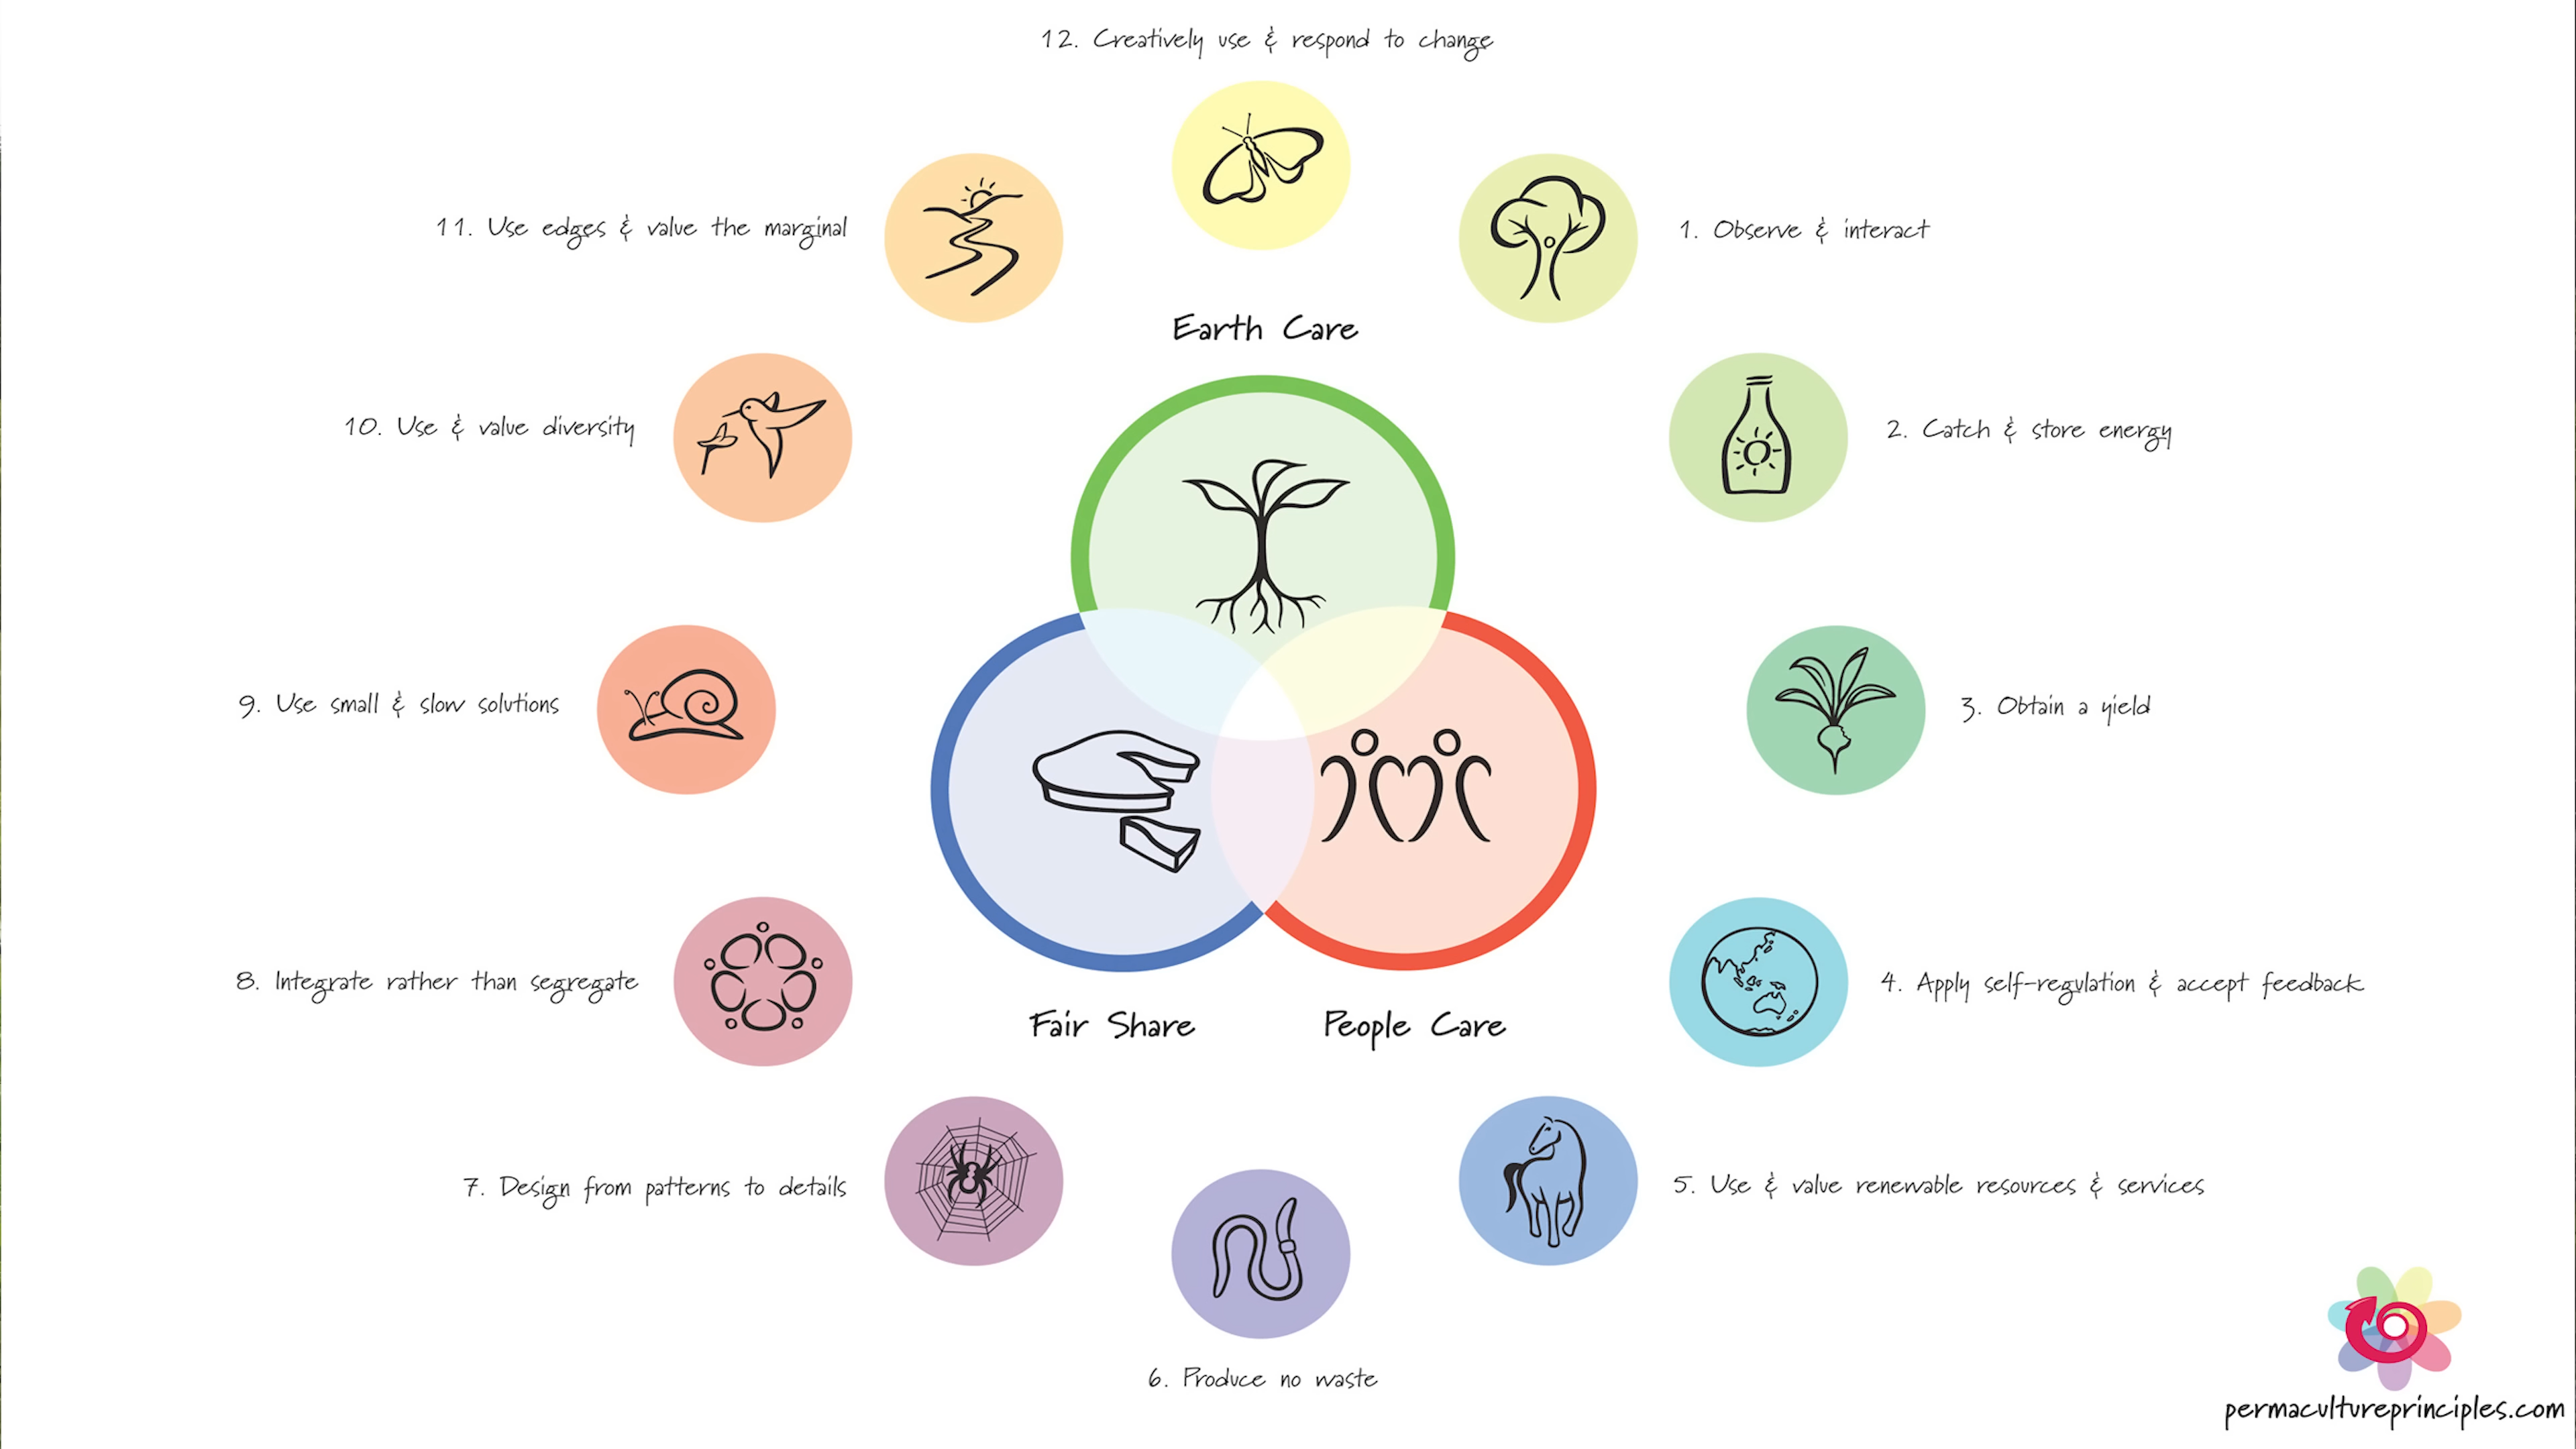 12. Creatively use & respond to change
11. Use edges & value the marginal
1. Observe & interact
Earth Care
10. Use & value diversity
2. Catch & store energy
9. Use small & slow solutions
3. Obtain a yield
8. Integrate rather than segregate
4. Apply self-regulation & accept feedback
Fair Share
People Care
7. Design from patterns to details
5. Use & value renewable resources & services
6. Produce no waste
permacultureprinciples.com